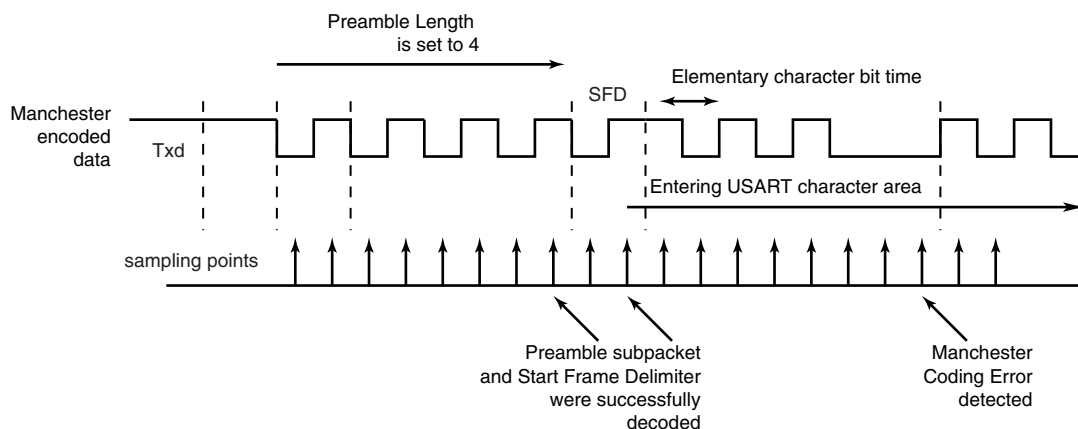 Preamble Length
is set to 4
Elementary character bit time
SFD
Manchester
encoded
data
Txd
Entering USART character area
sampling points
Preamble subpacket
and Start Frame Delimiter
were successfully
decoded
Manchester
Coding Error
detected